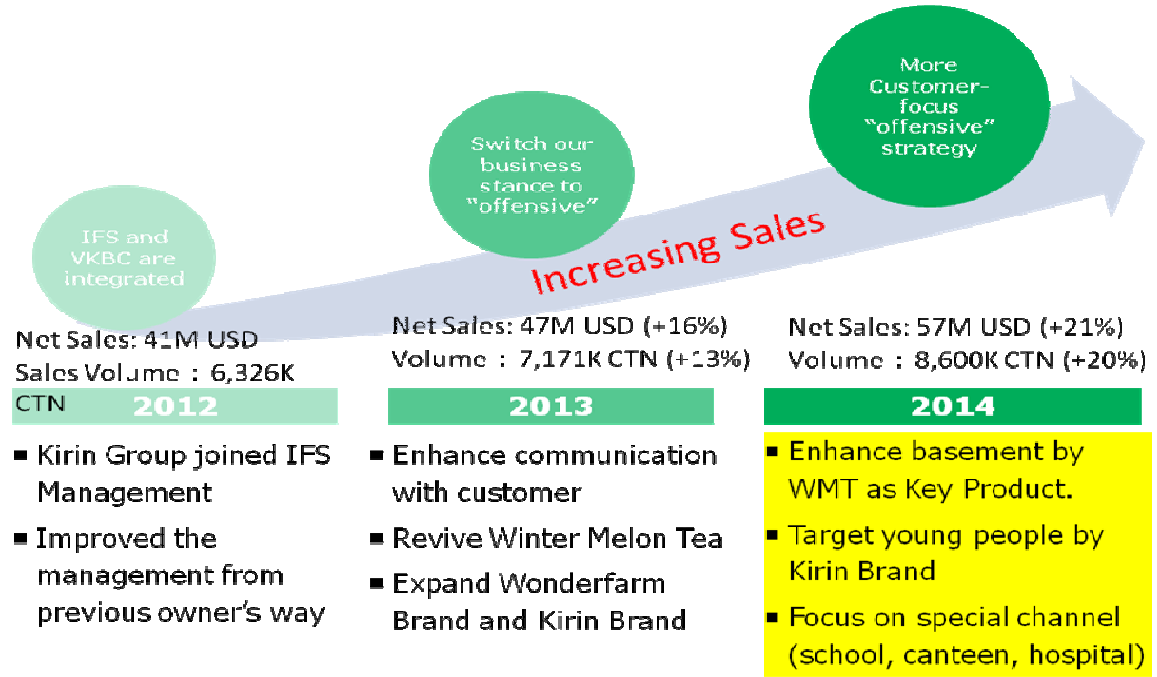 More
Customer-
focus
"offensive"
strategy
Switch our
business
stance to
"offensive"
IFS and
VKBC are
integrated
Increasing Sales
Net Sales: 41M USD
Sales Volume : 6,326K
CTN
2012
▪ Kirin Group joined IFS
Management
▪ Improved the
management from
previous owner's way
Net Sales: 47M USD (+16%)
Volume : 7,171K CTN (+13%)
2013
▪ Enhance communication
with customer
▪ Revive Winter Melon Tea
▪ Expand Wonderfarm
Brand and Kirin Brand
Net Sales: 57M USD (+21%)
Volume : 8,600K CTN (+20%)
2014
▪ Enhance basement by
WMT as Key Product.
▪ Target young people by
Kirin Brand
▪ Focus on special channel
(school, canteen, hospital)